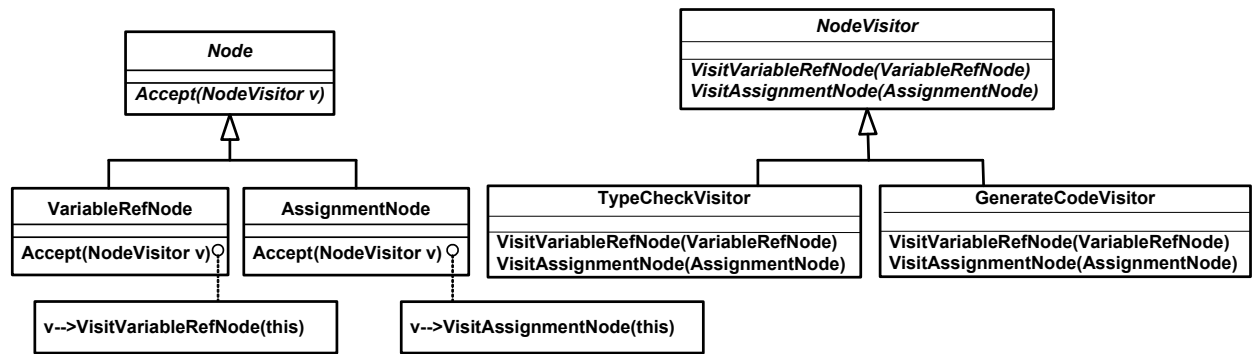 Node
Accept(NodeVisitor v)
NodeVisitor
VisitVariableRefNode(VariableRefNode)
VisitAssignmentNode(AssignmentNode)
VariableRefNode
Accept(NodeVisitor v)
AssignmentNode
Accept(NodeVisitor v)
TypeCheckVisitor
VisitVariableRefNode(VariableRefNode)
VisitAssignmentNode(AssignmentNode)
GenerateCodeVisitor
VisitVariableRefNode(VariableRefNode)
VisitAssignmentNode(AssignmentNode)
v-->VisitVariableRefNode(this)
v-->VisitAssignmentNode(this)